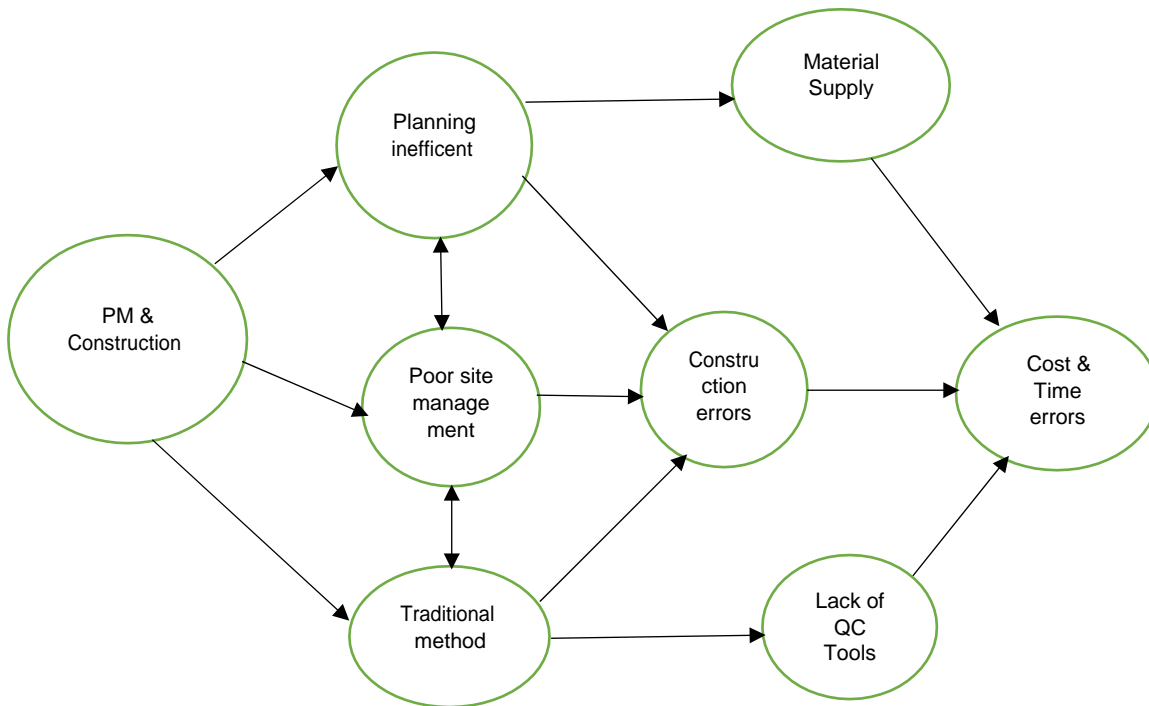 Material
Supply
Planning
inefficent
PM &
Construction
Poor site
manage
ment
Constru
ction
errors
Cost &
Time
errors
Traditional
method
Lack of
QC
Tools